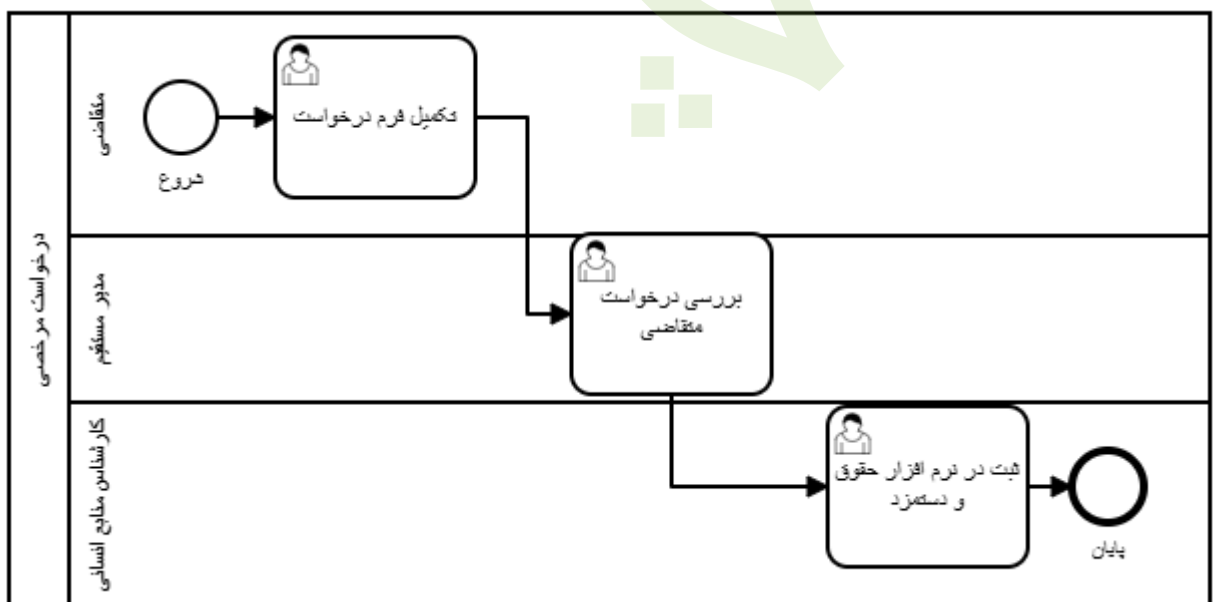 درخواست مرخصی
متقاضی
شروع
تکمیل فرم درخواست
مدیر مستقیم
بررسی درخواست
متقاضی
کارشناس منابع انسانی
ثبت در نرم افزار حقوق
و دستمزد
پایان